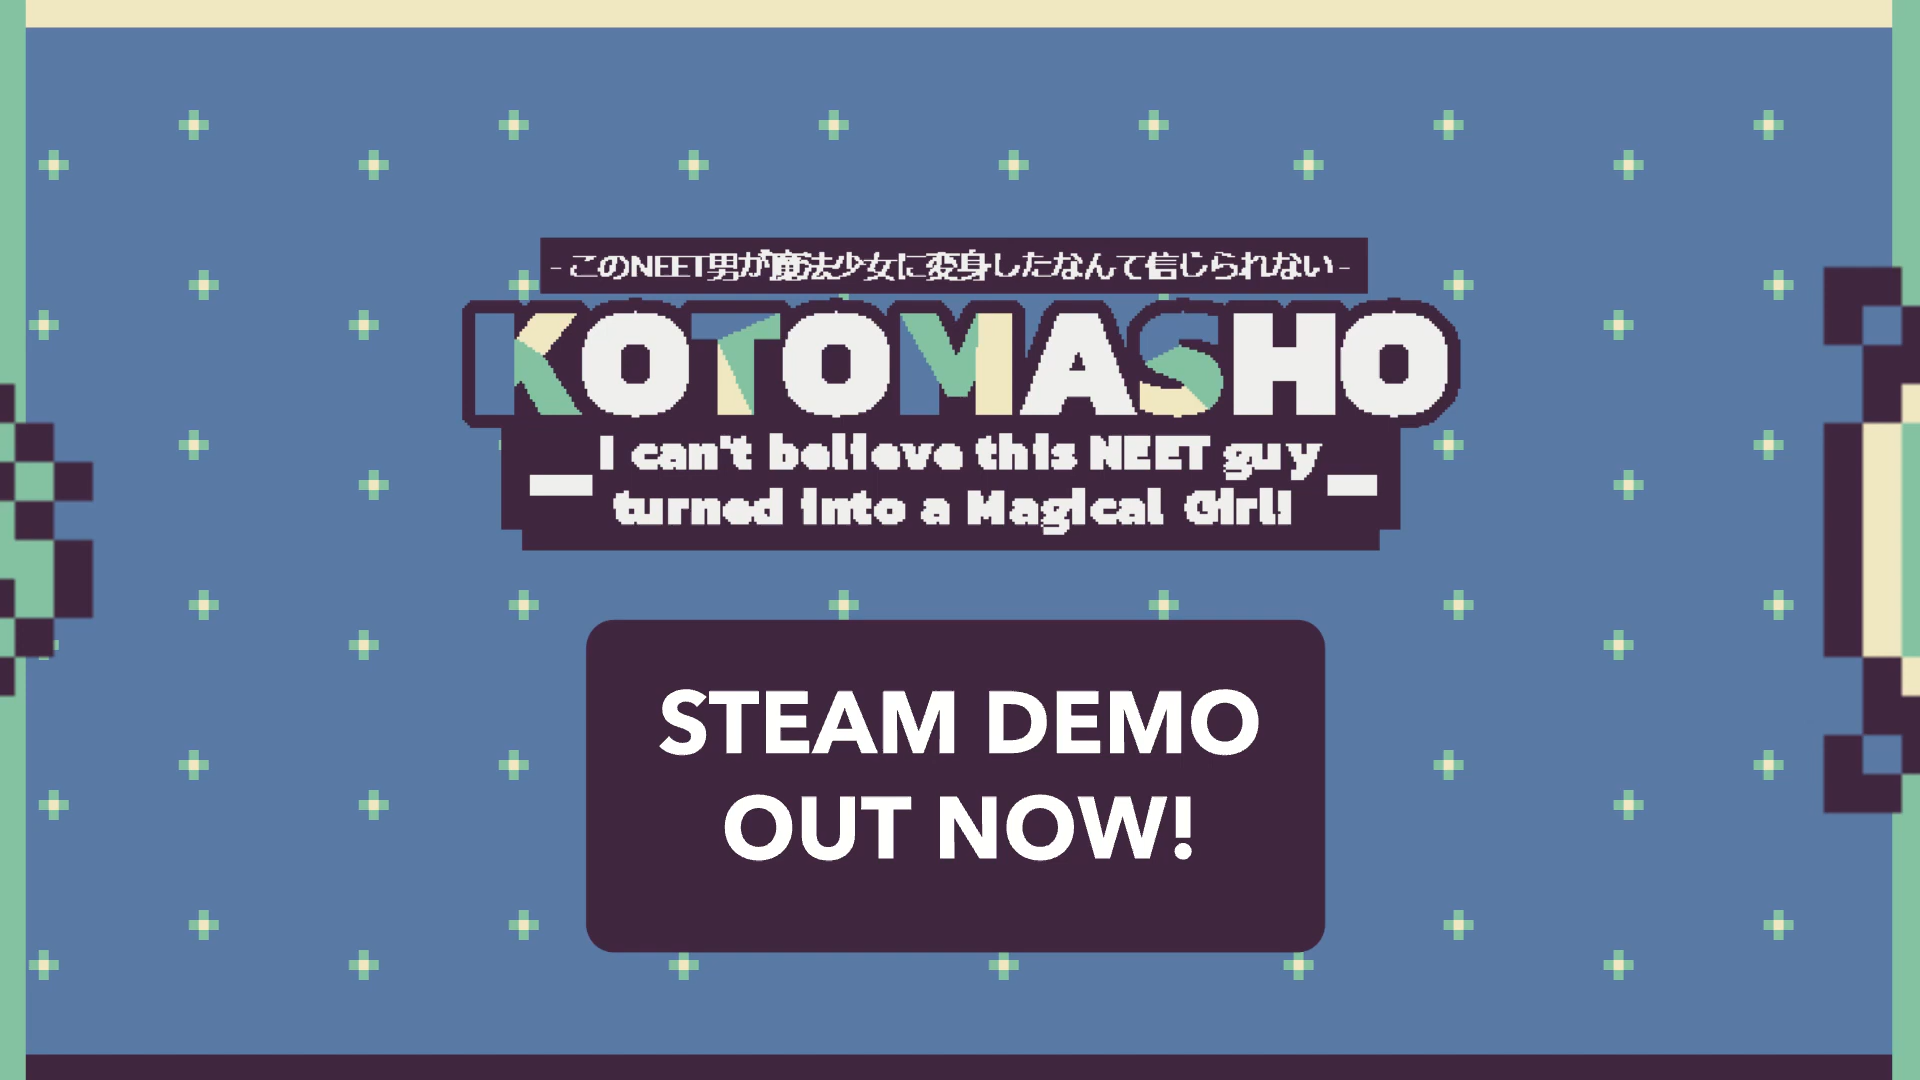 - このNEET男が魔法少女に変身したなんて信じられない -
KOTOMASHO
I can't believe this NEET guy
turned into a Magical Girl!
STEAM DEMO
OUT NOW!